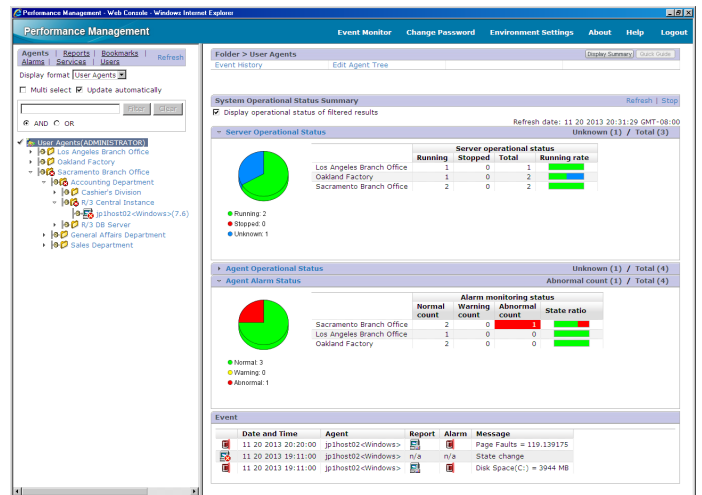 Performance Management - Web Console - Windows Internet Explorer
Performance Management
Event Monitor Change Password Environment Settings About Help Logout
Agents | Reports | Bookmarks |
Alarms | Services | Users
Refresh
Display format User Agents
Multi select Update automatically
Filter Clear
AND OR
User Agents(ADMINISTRATOR)
Los Angeles Branch Office
Oakland Factory
Sacramento Branch Office
Accounting Department
Cashier's Division
R/3 Central Instance
jp1host02<Windows>(7.6)
R/3 DB Server
General Affairs Department
Sales Department
Folder > User Agents
Display Summary Quick Guide
Event History Edit Agent Tree
System Operational Status Summary Refresh | Stop
Display operational status of filtered results
Refresh date: 11 20 2013 20:31:29 GMT-08:00
Server Operational Status Unknown (1) / Total (3)
Server operational status
Running Stopped Total Running rate
Los Angeles Branch Office 1 0 1
Oakland Factory 1 0 2
Sacramento Branch Office 2 0 2
Running: 2
Stopped: 0
Unknown: 1
Agent Operational Status Unknown (1) / Total (4)
Agent Alarm Status Abnormal count (1) / Total (4)
Alarm monitoring status
Normal count Warning count Abnormal count State ratio
Sacramento Branch Office 2 0 1
Los Angeles Branch Office 1 0 0
Oakland Factory 2 0 0
Normal: 3
Warning: 0
Abnormal: 1
Event
Date and Time Agent Report Alarm Message
11 20 2013 20:20:00 jp1host02<Windows> Page Faults = 119.139175
11 20 2013 19:11:00 jp1host02<Windows> n/a n/a State change
11 20 2013 19:11:00 jp1host02<Windows> Disk Space(C:) = 3944 MB